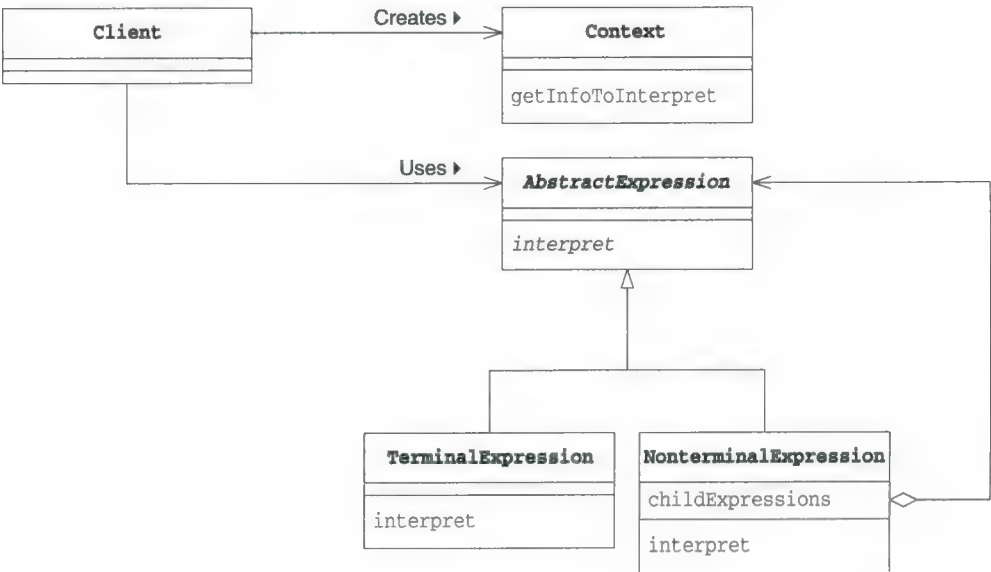 Creates ▶
Client
Context
getInfoToInterpret
Uses ▶
AbstractExpression
interpret
TerminalExpression
NonterminalExpression
childExpressions
interpret
interpret